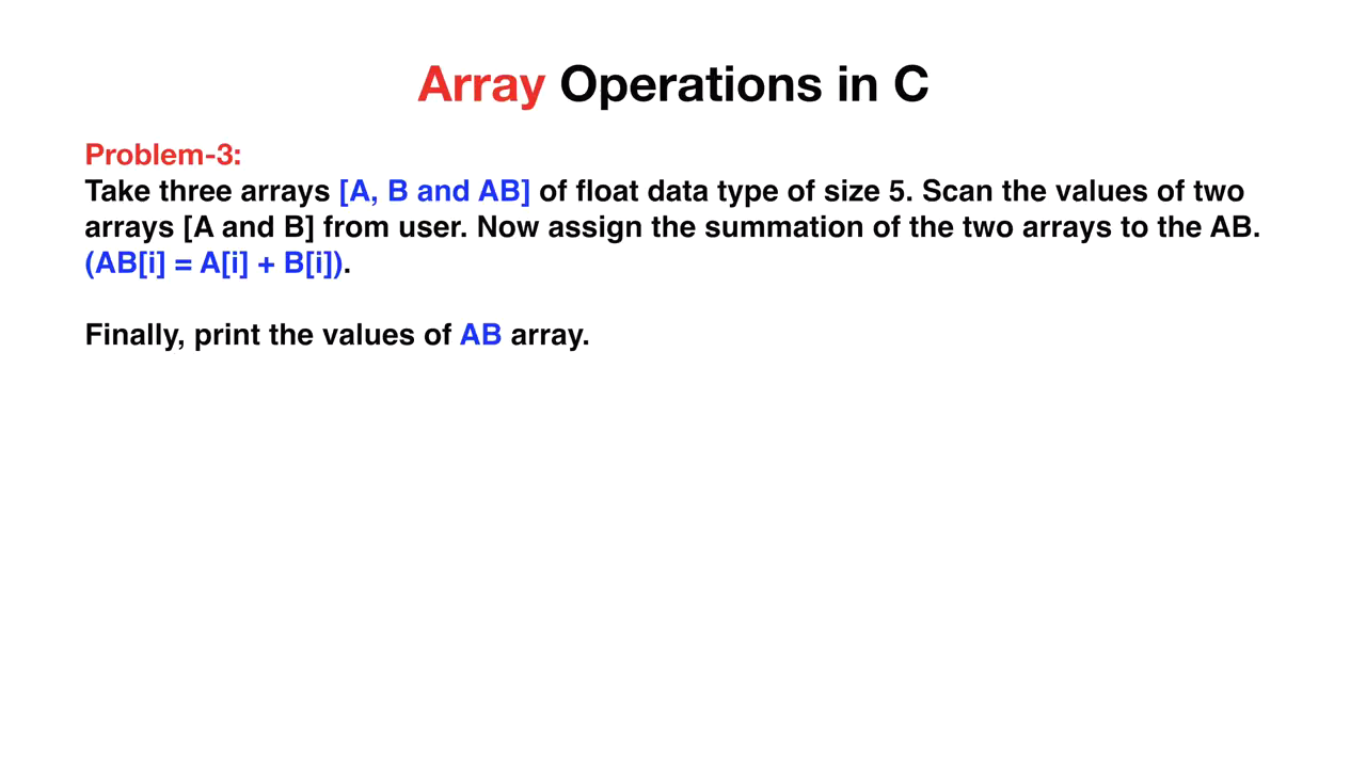 Array Operations in C
Problem-3:
Take three arrays [A, B and AB] of float data type of size 5. Scan the values of two
arrays [A and B] from user. Now assign the summation of the two arrays to the AB.
(AB[i] = A[i] + B[i]).
Finally, print the values of AB array.